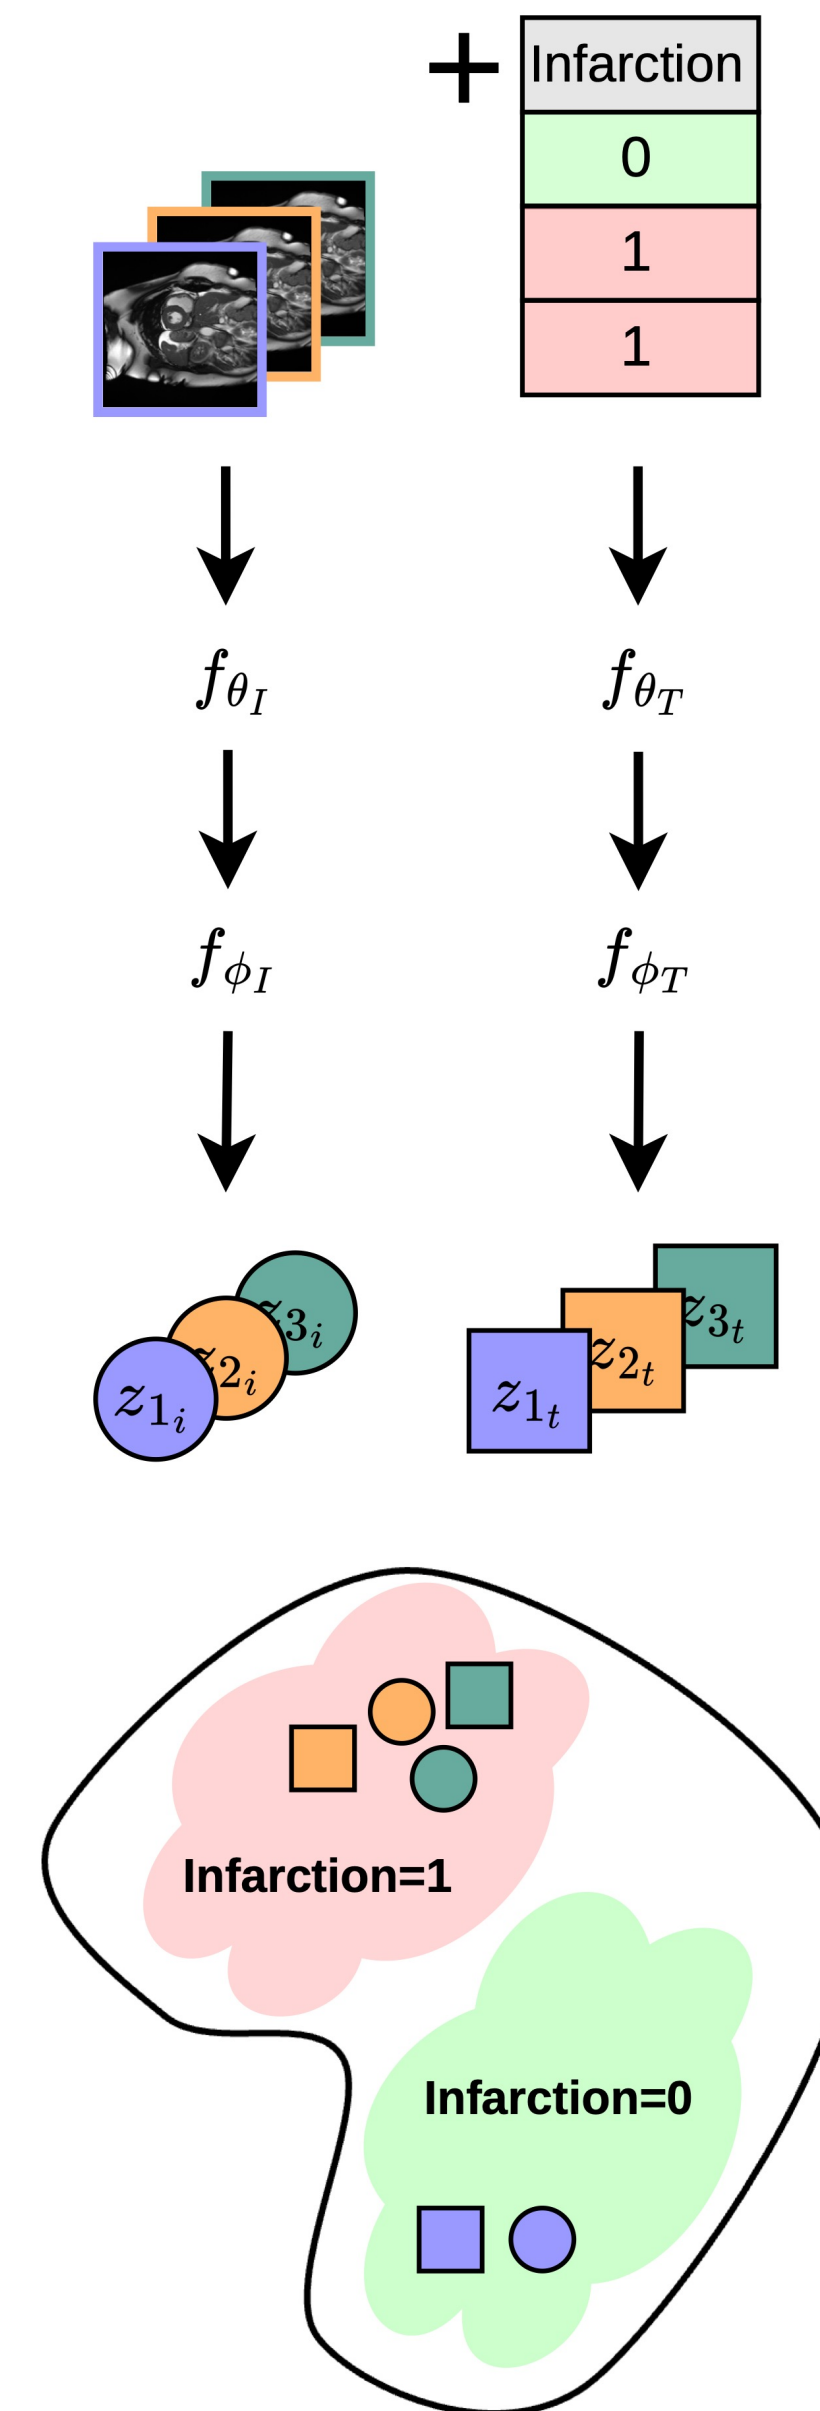 +
Infarction
0
1
1
f_{θ_I} f_{θ_T}
f_{ϕ_I} f_{ϕ_T}
z_{1_i} z_{2_i} z_{3_i} z_{1_t} z_{2_t} z_{3_t}
Infarction=1
Infarction=0